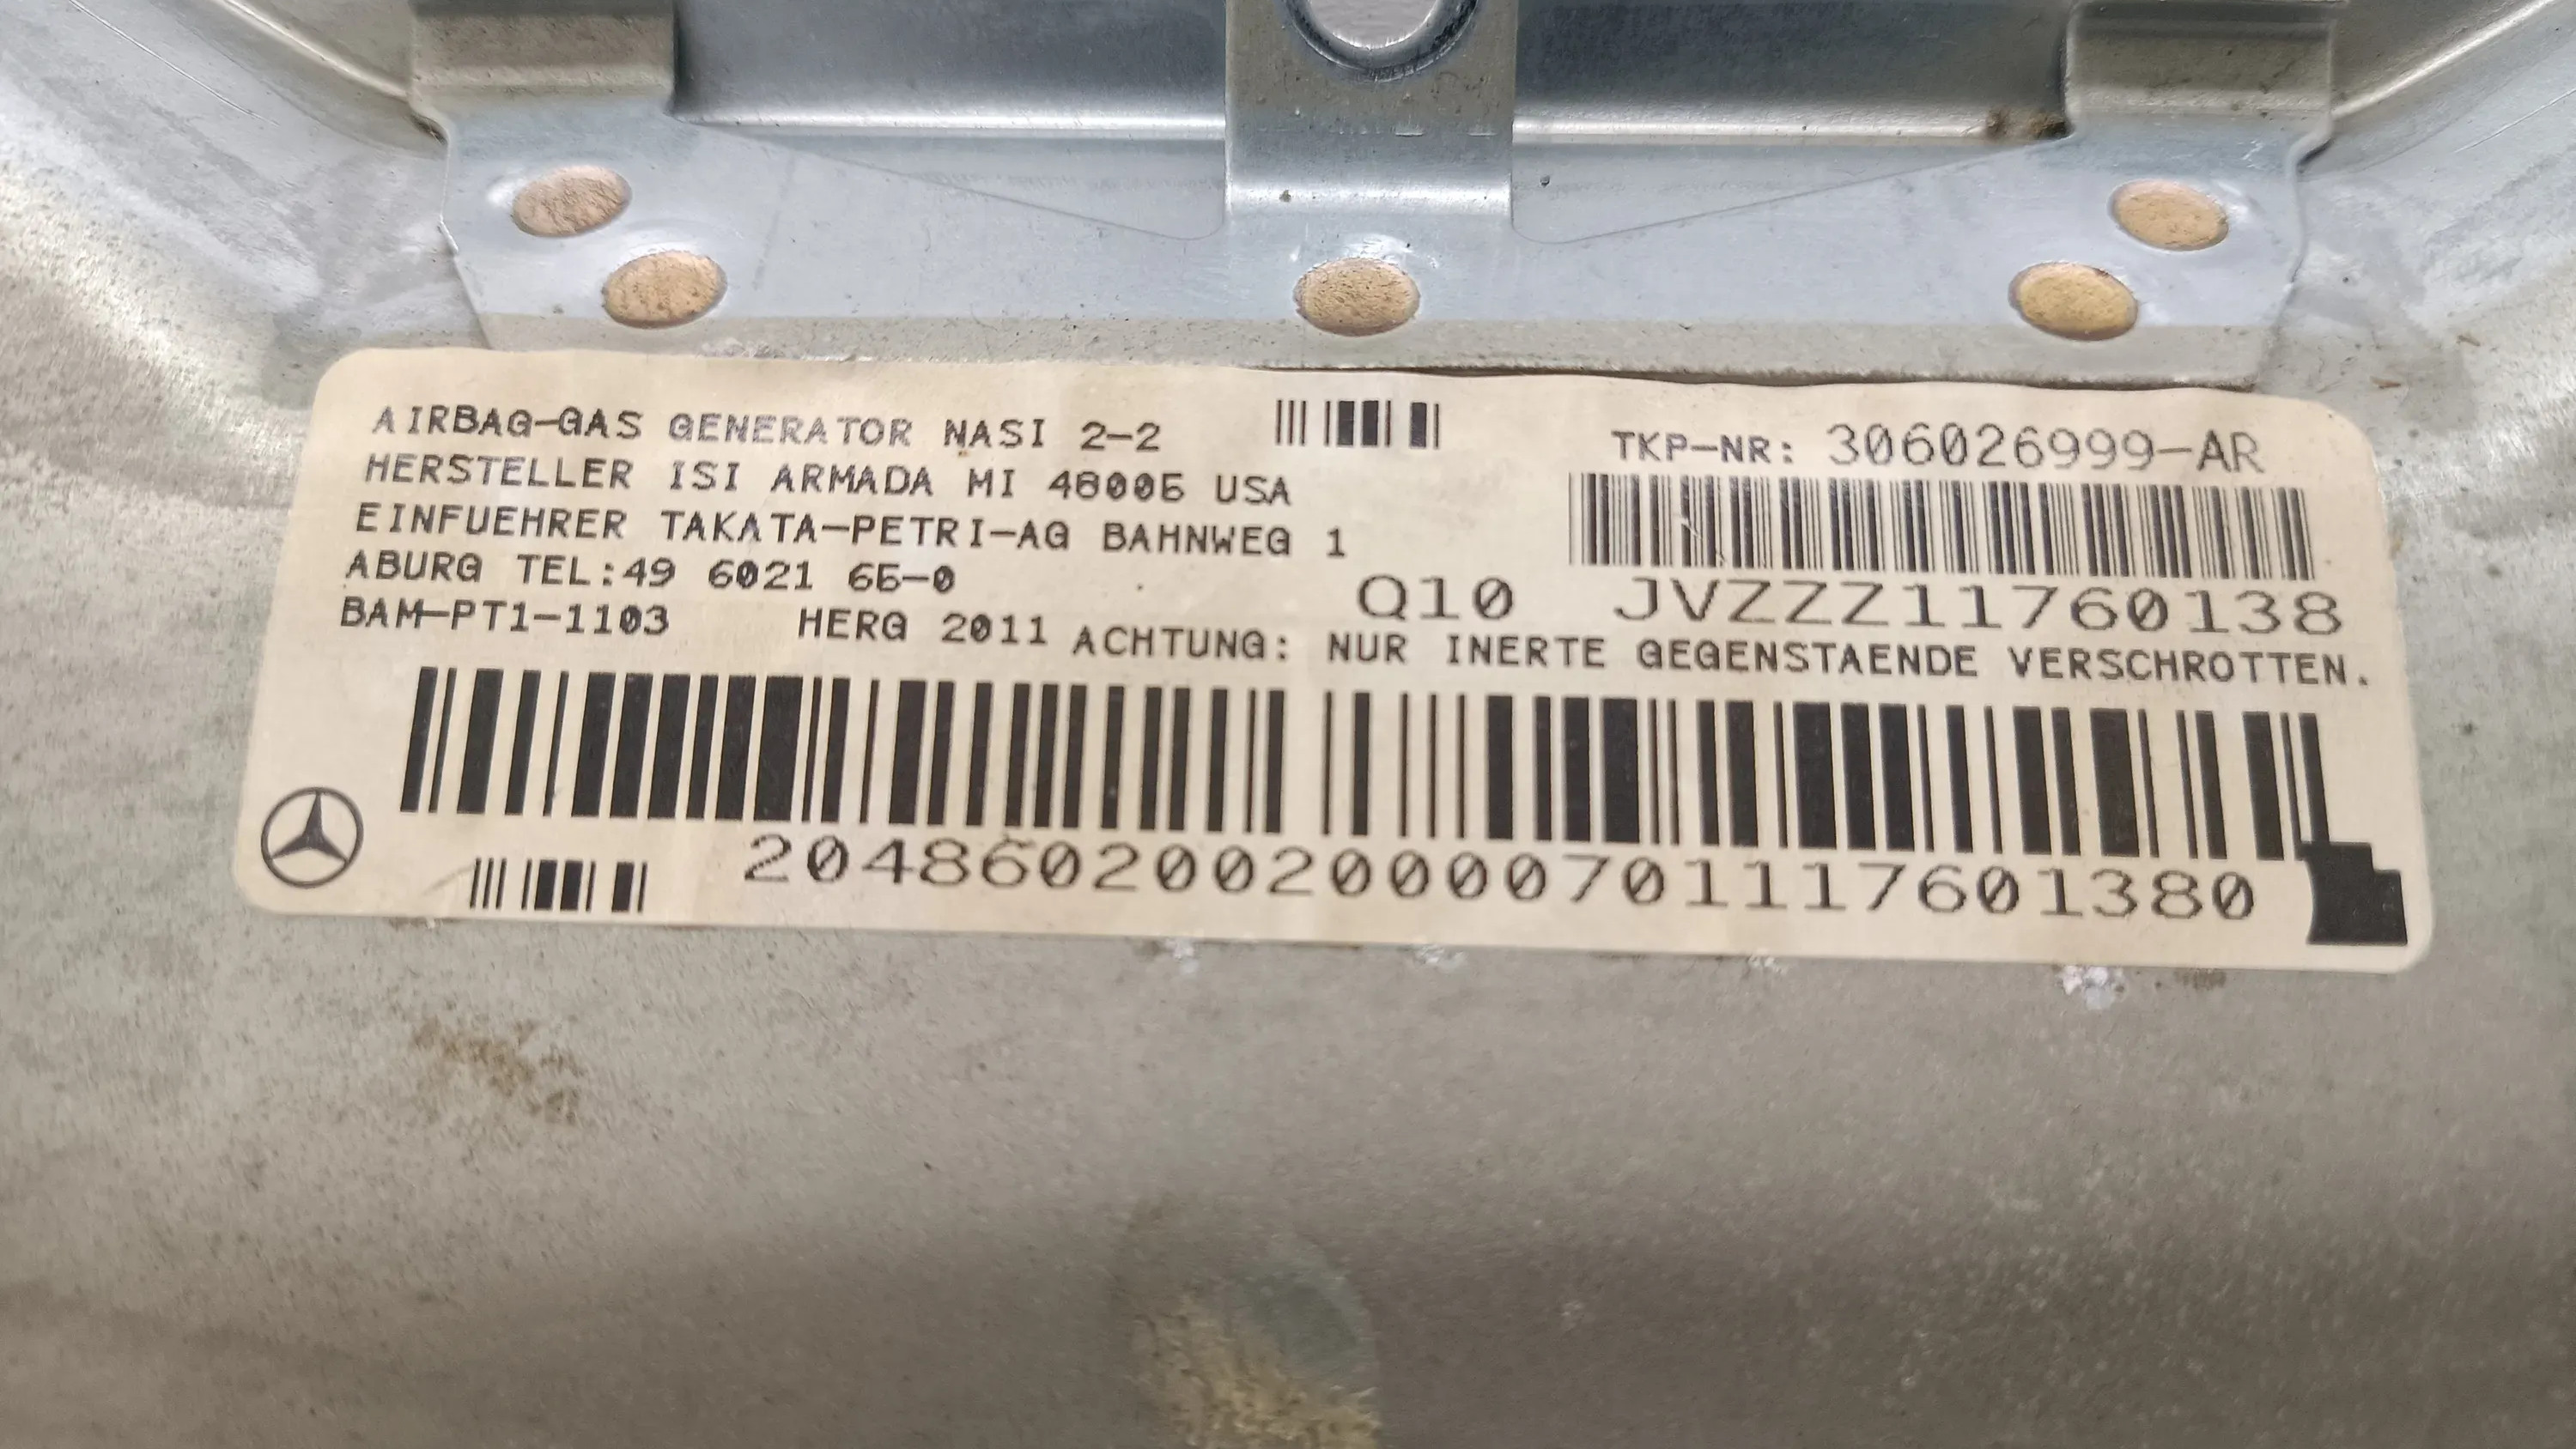 AIRBAG-GAS GENERATOR NASI 2-2
HERSTELLER ISI ARMADA MI 48005 USA
EINFUEHRER TAKATA-PETRI-AG BAHNWEG 1
ABURG TEL:49 6021 65-0
BAM-PT1-1103 HERG 2011
TKP-NR: 306026999-AR
Q10 JVZZZ11760138
ACHTUNG: NUR INERTE GEGENSTAENDE VERSCHROTTEN.
20486020020000701117601380